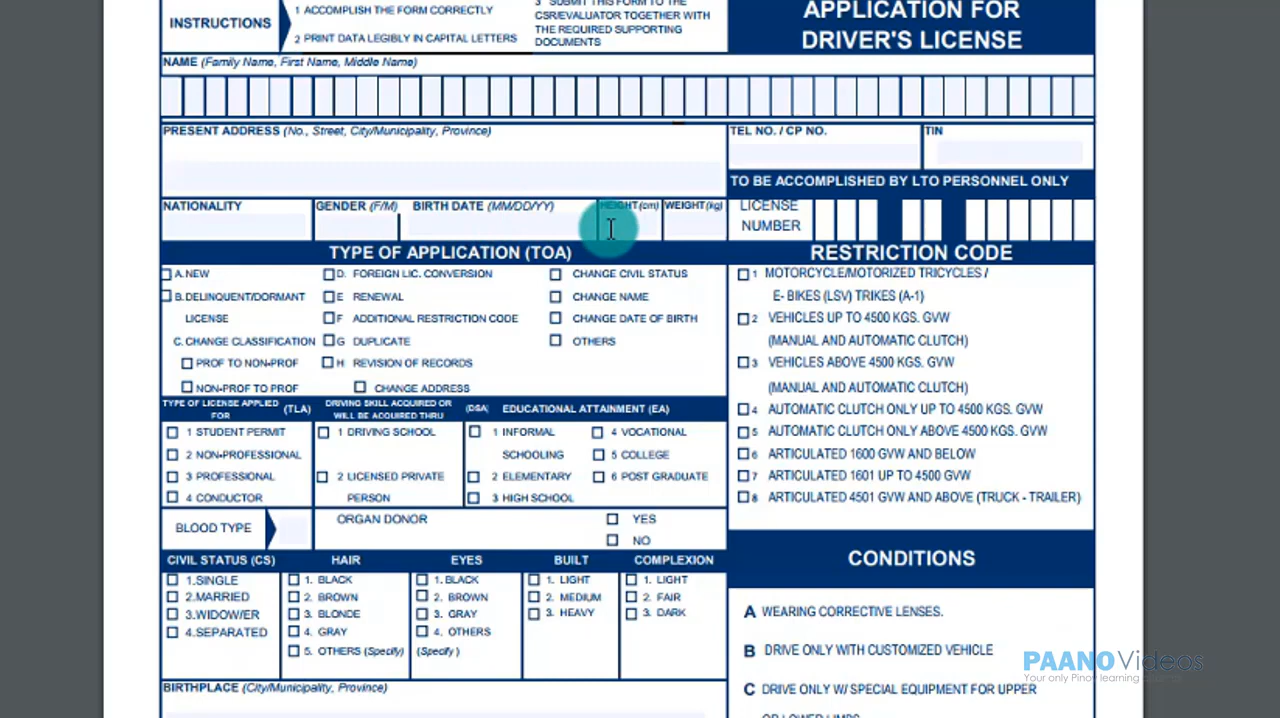 INSTRUCTIONS
1 ACCOMPLISH THE FORM CORRECTLY
2 PRINT DATA LEGIBLY IN CAPITAL LETTERS
3 SUBMIT THIS FORM TO THE
CSR/EVALUATOR TOGETHER WITH
THE REQUIRED SUPPORTING
DOCUMENTS
APPLICATION FOR
DRIVER'S LICENSE
NAME (Family Name, First Name, Middle Name)
PRESENT ADDRESS (No., Street, City/Municipality, Province)
TEL NO. / CP NO.
TIN
TO BE ACCOMPLISHED BY LTO PERSONNEL ONLY
NATIONALITY
GENDER (F/M)
BIRTH DATE (MM/DD/YY)
HEIGHT(cm)
WEIGHT(kg)
LICENSE
NUMBER
TYPE OF APPLICATION (TOA)
A. NEW
B. DELINQUENT/DORMANT
LICENSE
C. CHANGE CLASSIFICATION
PROF TO NON-PROF
NON-PROF TO PROF
D. FOREIGN LIC. CONVERSION
E RENEWAL
F ADDITIONAL RESTRICTION CODE
G DUPLICATE
H REVISION OF RECORDS
CHANGE ADDRESS
CHANGE CIVIL STATUS
CHANGE NAME
CHANGE DATE OF BIRTH
OTHERS
RESTRICTION CODE
1 MOTORCYCLE/MOTORIZED TRICYCLES /
E- BIKES (LSV) TRIKES (A-1)
2 VEHICLES UP TO 4500 KGS. GVW
(MANUAL AND AUTOMATIC CLUTCH)
3 VEHICLES ABOVE 4500 KGS. GVW
(MANUAL AND AUTOMATIC CLUTCH)
4 AUTOMATIC CLUTCH ONLY UP TO 4500 KGS. GVW
5 AUTOMATIC CLUTCH ONLY ABOVE 4500 KGS. GVW
6 ARTICULATED 1600 GVW AND BELOW
7 ARTICULATED 1601 UP TO 4500 GVW
8 ARTICULATED 4501 GVW AND ABOVE (TRUCK - TRAILER)
TYPE OF LICENSE APPLIED
FOR
(TLA)
1 STUDENT PERMIT
2 NON-PROFESSIONAL
3 PROFESSIONAL
4 CONDUCTOR
DRIVING SKILL ACQUIRED OR
WILL BE ACQUIRED THRU
(DSA)
1 DRIVING SCHOOL
2 LICENSED PRIVATE
PERSON
EDUCATIONAL ATTAINMENT (EA)
1 INFORMAL
SCHOOLING
2 ELEMENTARY
3 HIGH SCHOOL
4 VOCATIONAL
5 COLLEGE
6 POST GRADUATE
BLOOD TYPE
ORGAN DONOR
YES
NO
CIVIL STATUS (CS)
1.SINGLE
2.MARRIED
3.WIDOW/ER
4.SEPARATED
HAIR
1. BLACK
2. BROWN
3. BLONDE
4. GRAY
5. OTHERS (Specify)
EYES
1. BLACK
2. BROWN
3. GRAY
4. OTHERS
(Specify )
BUILT
1. LIGHT
2. MEDIUM
3. HEAVY
COMPLEXION
1. LIGHT
2. FAIR
3. DARK
BIRTHPLACE (City/Municipality, Province)
CONDITIONS
A WEARING CORRECTIVE LENSES.
B DRIVE ONLY WITH CUSTOMIZED VEHICLE
C DRIVE ONLY W/ SPECIAL EQUIPMENT FOR UPPER
OR LOWER LIMBS
PAANO Videos
Your only Pinoy learning